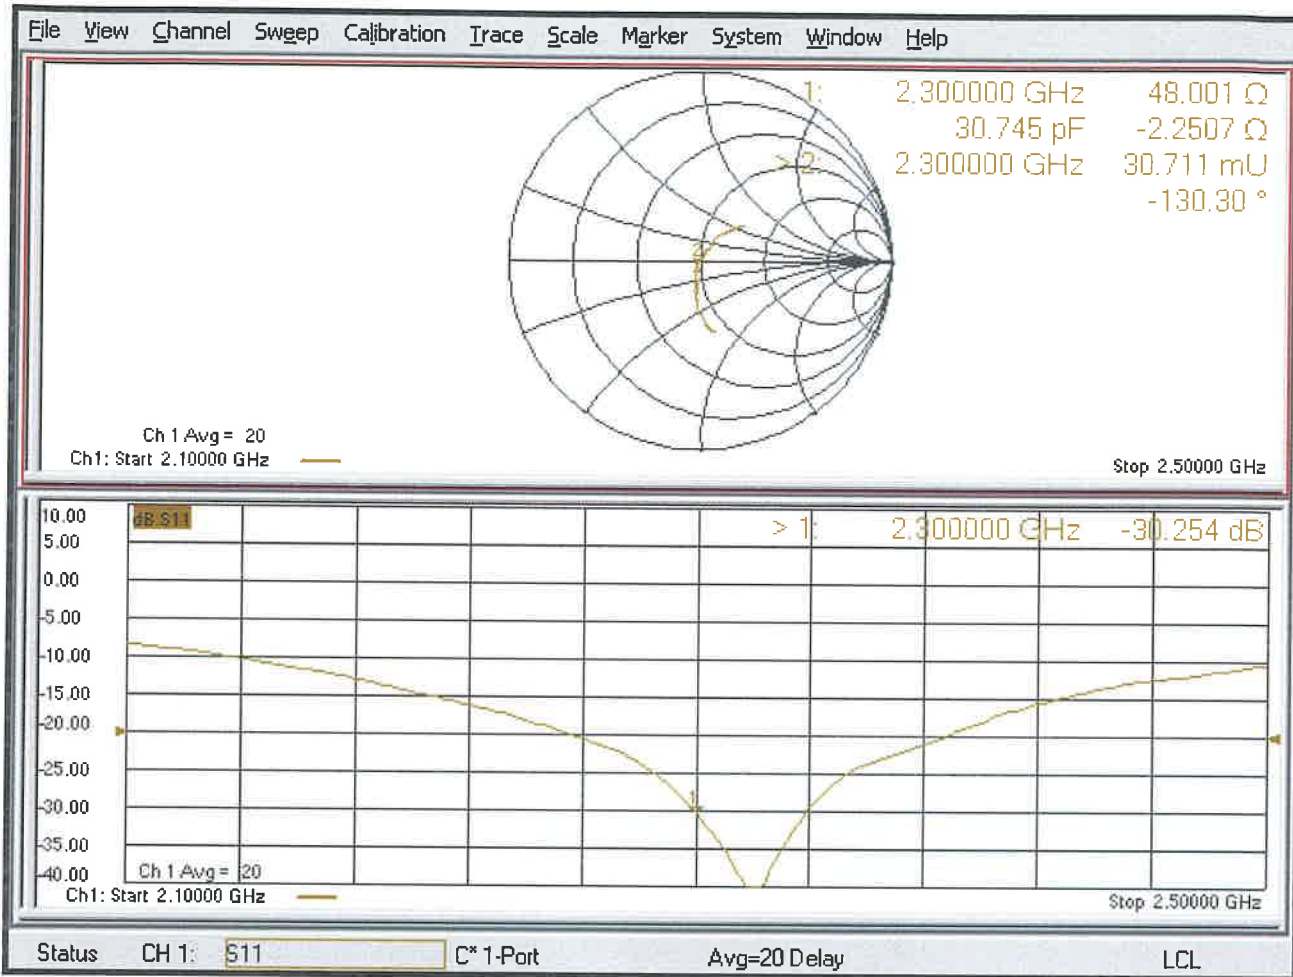 File View Channel Sweep Calibration Trace Scale Marker System Window Help
1: 2.300000 GHz 48.001 Ω
30.745 pF -2.2507 Ω
> 2: 2.300000 GHz 30.711 mU
-130.30 °
2
Ch 1 Avg = 20
Ch1: Start 2.10000 GHz
Stop 2.50000 GHz
dB S11
> 1: 2.300000 GHz -30.254 dB
10.00
5.00
0.00
-5.00
-10.00
-15.00
-20.00
-25.00
-30.00
-35.00
-40.00
1
Ch 1 Avg = 20
Ch1: Start 2.10000 GHz
Stop 2.50000 GHz
Status CH 1: S11 C* 1-Port Avg=20 Delay LCL